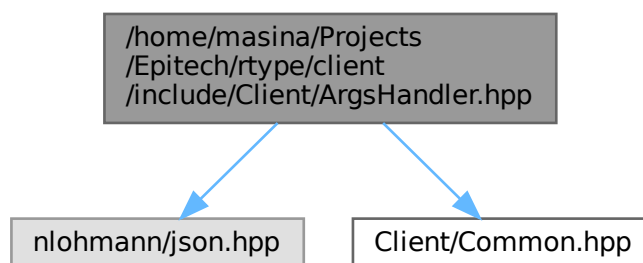 /home/masina/Projects
/Epitech/rtype/client
/include/Client/ArgsHandler.hpp
nlohmann/json.hpp
Client/Common.hpp